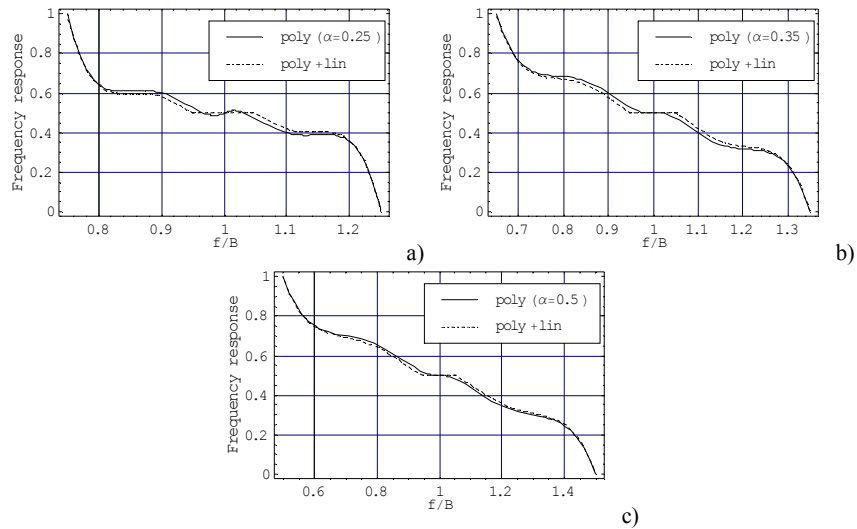 Frequency response
1
0.8
0.6
0.4
0.2
0
poly (α=0.25 )
poly +lin
0.8 0.9 1 1.1 1.2
f/B
a)
Frequency response
1
0.8
0.6
0.4
0.2
0
poly (α=0.35 )
poly +lin
0.7 0.8 0.9 1 1.1 1.2 1.3
f/B
b)
Frequency response
1
0.8
0.6
0.4
0.2
0
poly (α=0.5 )
poly +lin
0.6 0.8 1 1.2 1.4
f/B
c)